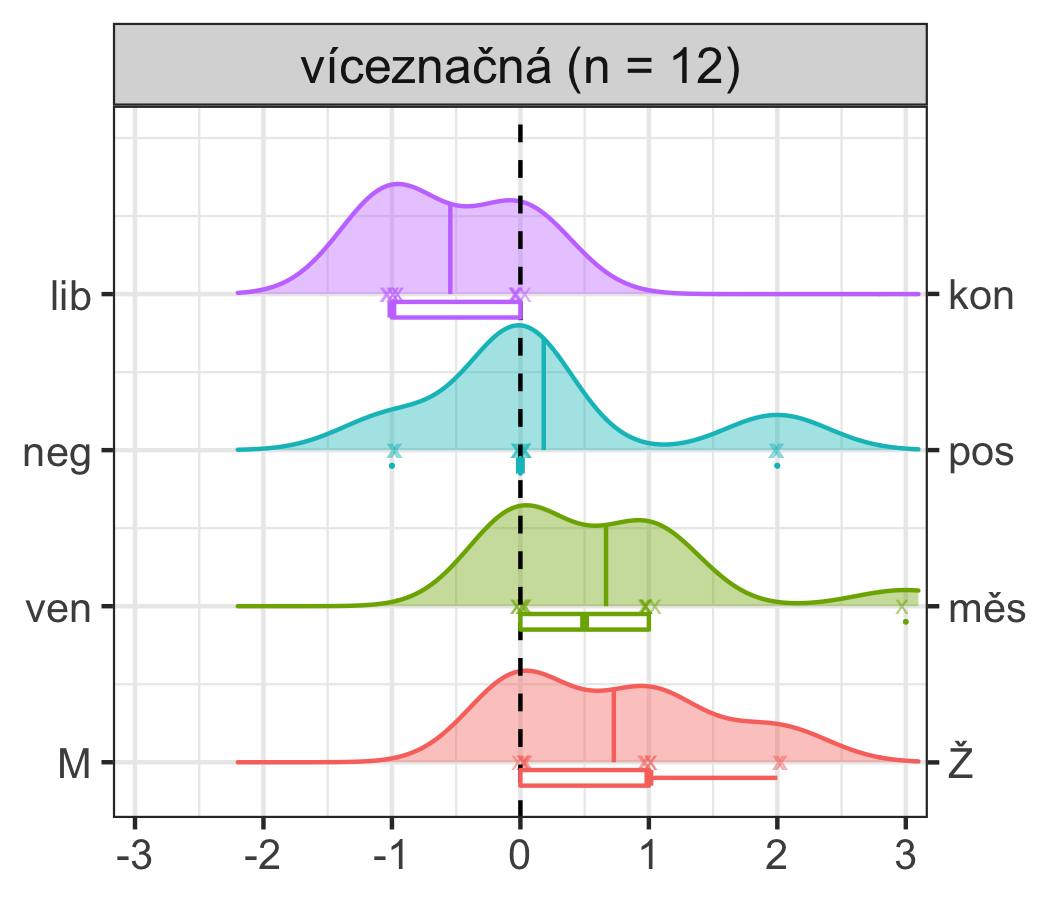 víceznačná (n = 12)
lib kon
neg pos
ven měs
M Ž
-3 -2 -1 0 1 2 3